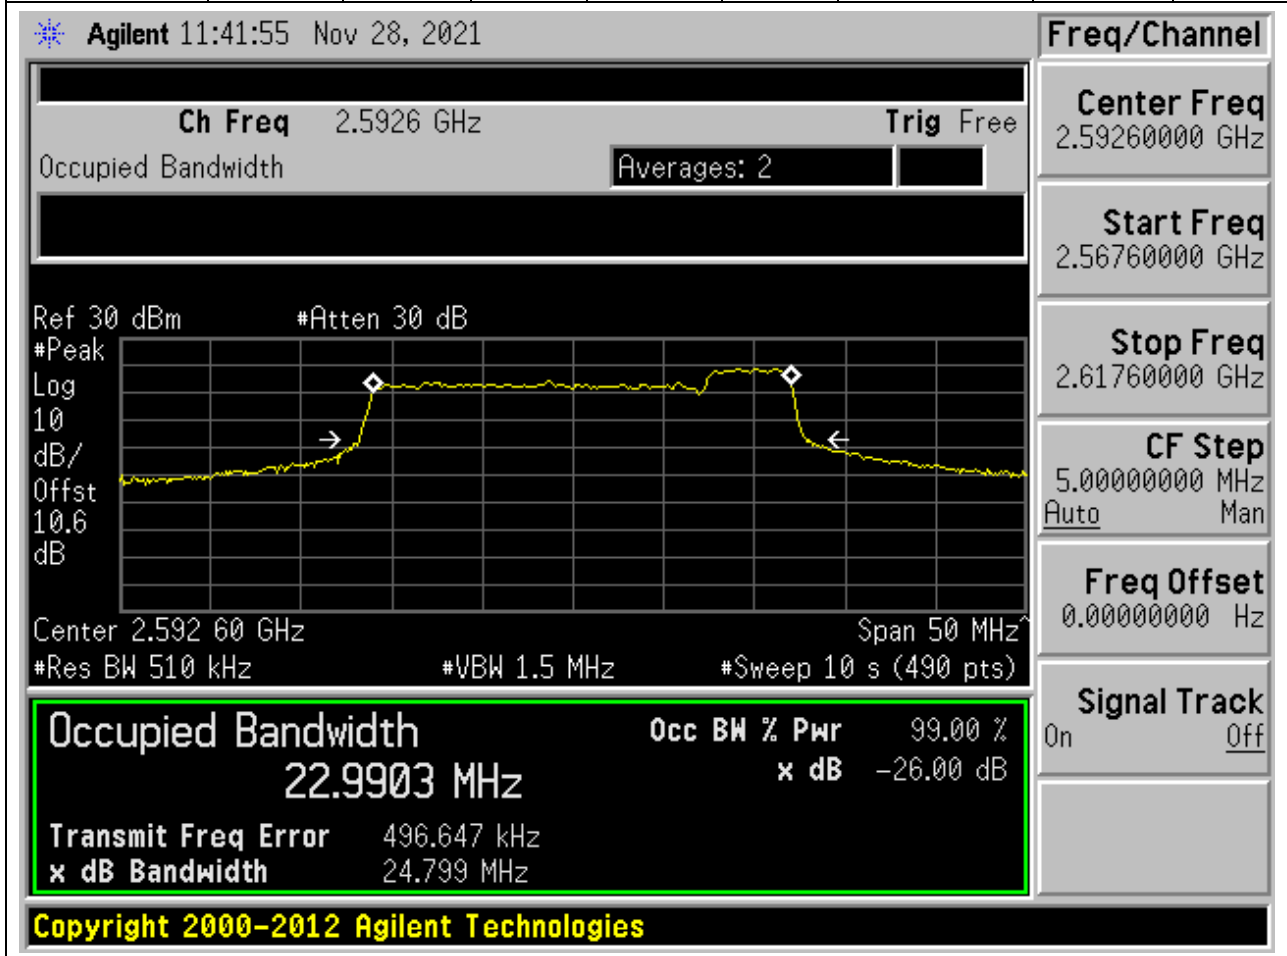 Agilent 11:41:55 Nov 28, 2021
Freq/Channel
Ch Freq 2.5926 GHz Trig Free
Occupied Bandwidth Averages: 2
Center Freq
2.59260000 GHz
Start Freq
2.56760000 GHz
Stop Freq
2.61760000 GHz
CF Step
5.00000000 MHz
Auto Man
Freq Offset
0.00000000 Hz
Signal Track
On Off
Ref 30 dBm #Atten 30 dB
#Peak
Log
10
dB/
Offst
10.6
dB
Center 2.592 60 GHz Span 50 MHz^
#Res BW 510 kHz #VBW 1.5 MHz #Sweep 10 s (490 pts)
Occupied Bandwidth
22.9903 MHz
Occ BW % Pwr 99.00 %
x dB -26.00 dB
Transmit Freq Error 496.647 kHz
x dB Bandwidth 24.799 MHz
Copyright 2000-2012 Agilent Technologies